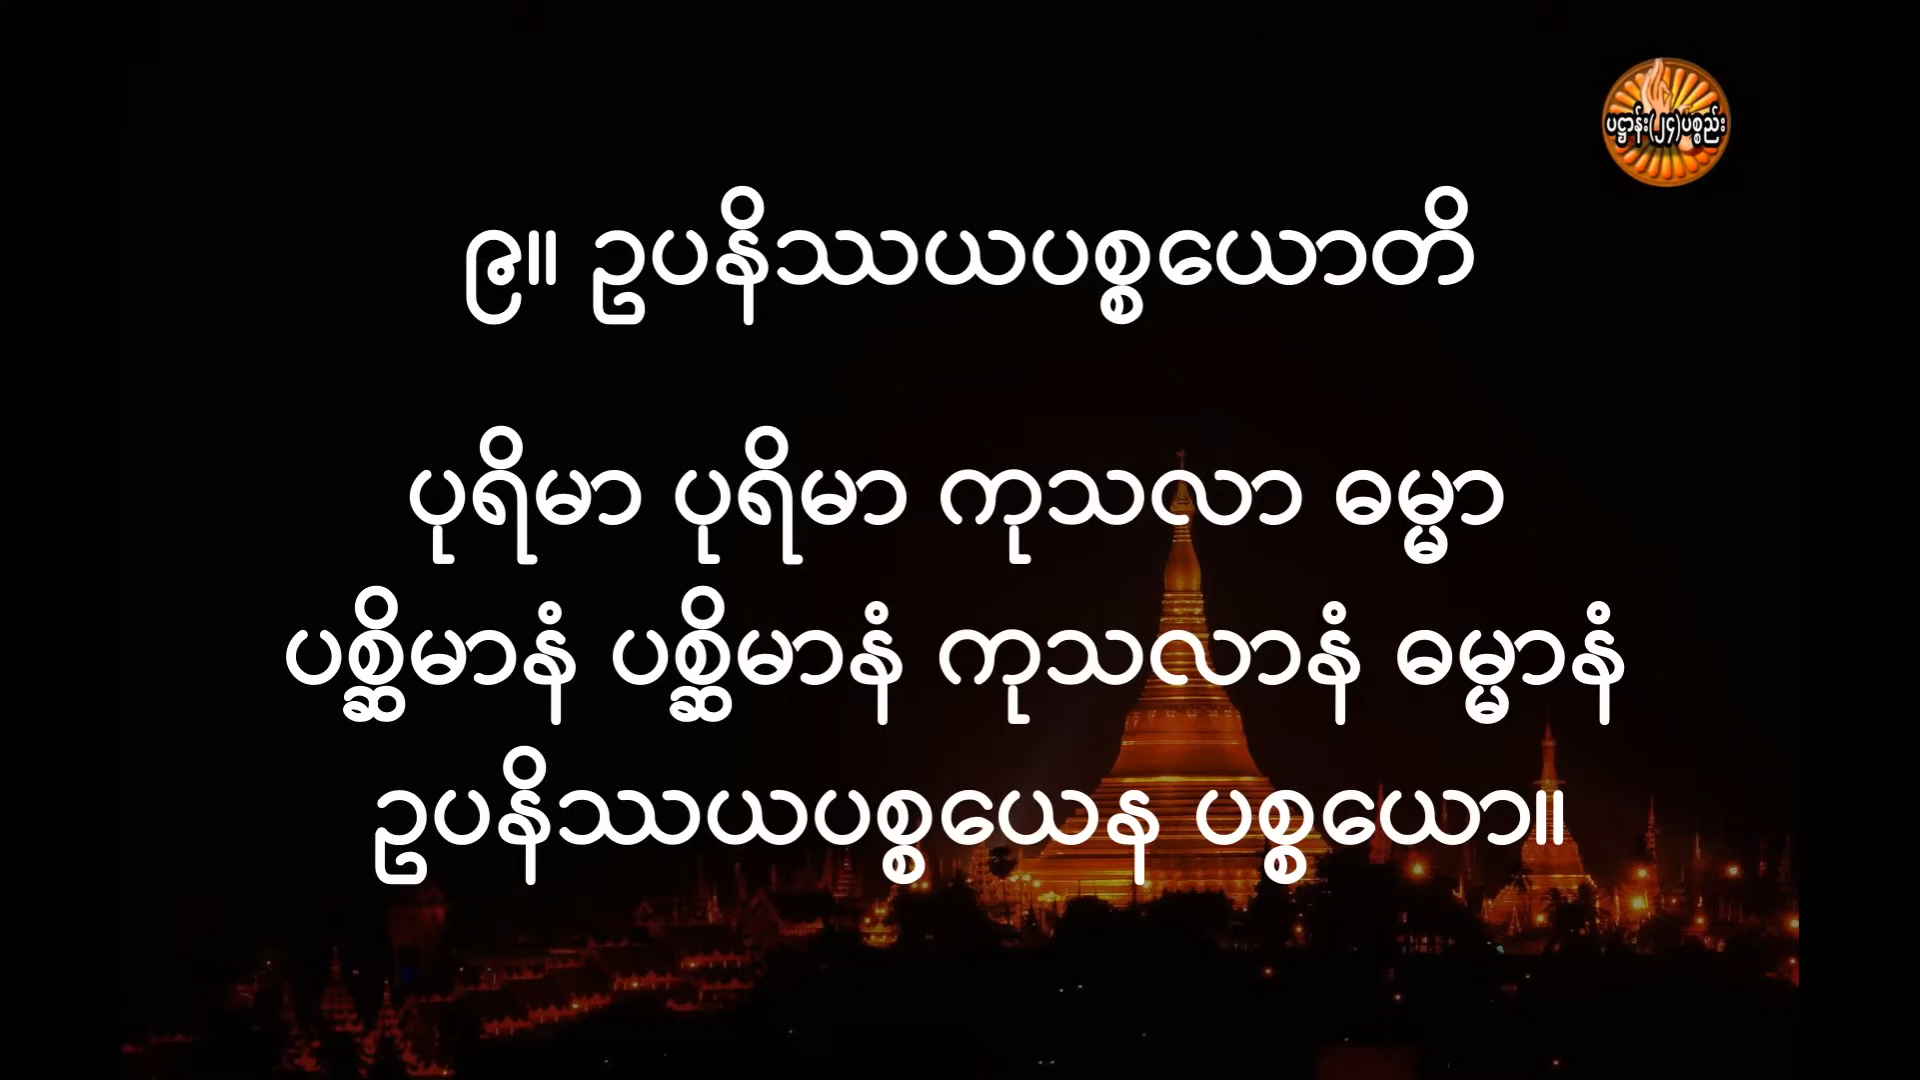 ပဋ္ဌာန်း(၂၄)ပစ္စည်း
၉။ ဥပနိဿယပစ္စယောတိ
ပုရိမာ ပုရိမာ ကုသလာ ဓမ္မာ
ပစ္ဆိမာနံ ပစ္ဆိမာနံ ကုသလာနံ ဓမ္မာနံ
ဥပနိဿယပစ္စယေန ပစ္စယော။